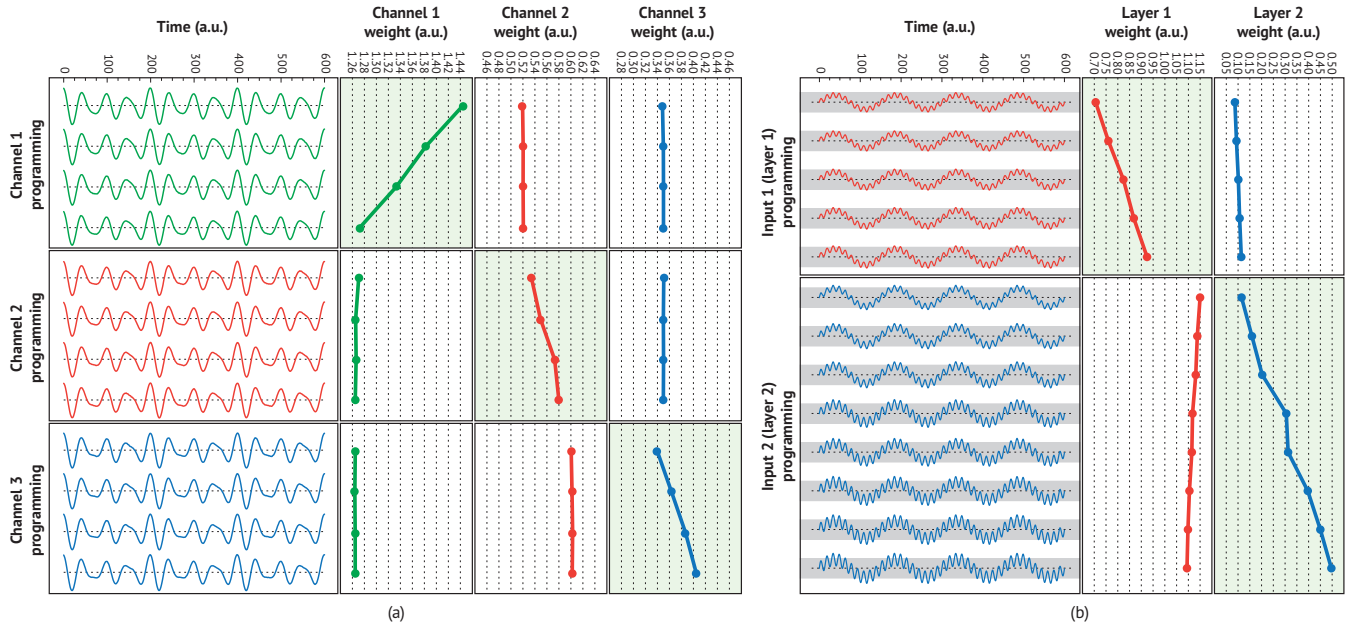 Time (a.u.)
Channel 1
weight (a.u.)
Channel 2
weight (a.u.)
Channel 3
weight (a.u.)
0 100 200 300 400 500 600
1.28 1.30 1.32 1.34 1.36 1.38 1.40 1.42 1.44
0.46 0.48 0.50 0.52 0.54 0.56 0.58 0.60 0.62 0.64
0.28 0.30 0.32 0.34 0.36 0.38 0.40 0.42 0.44 0.46
Channel 1
programming
Channel 2
programming
Channel 3
programming
(a)
Time (a.u.)
Layer 1
weight (a.u.)
Layer 2
weight (a.u.)
0 100 200 300 400 500 600
0.70 0.75 0.80 0.85 0.90 0.95 1.00 1.05 1.10 1.15
0.05 0.10 0.15 0.20 0.25 0.30 0.35 0.40 0.45 0.50
Input 1 (layer 1)
programming
Input 2 (layer 2)
programming
(b)